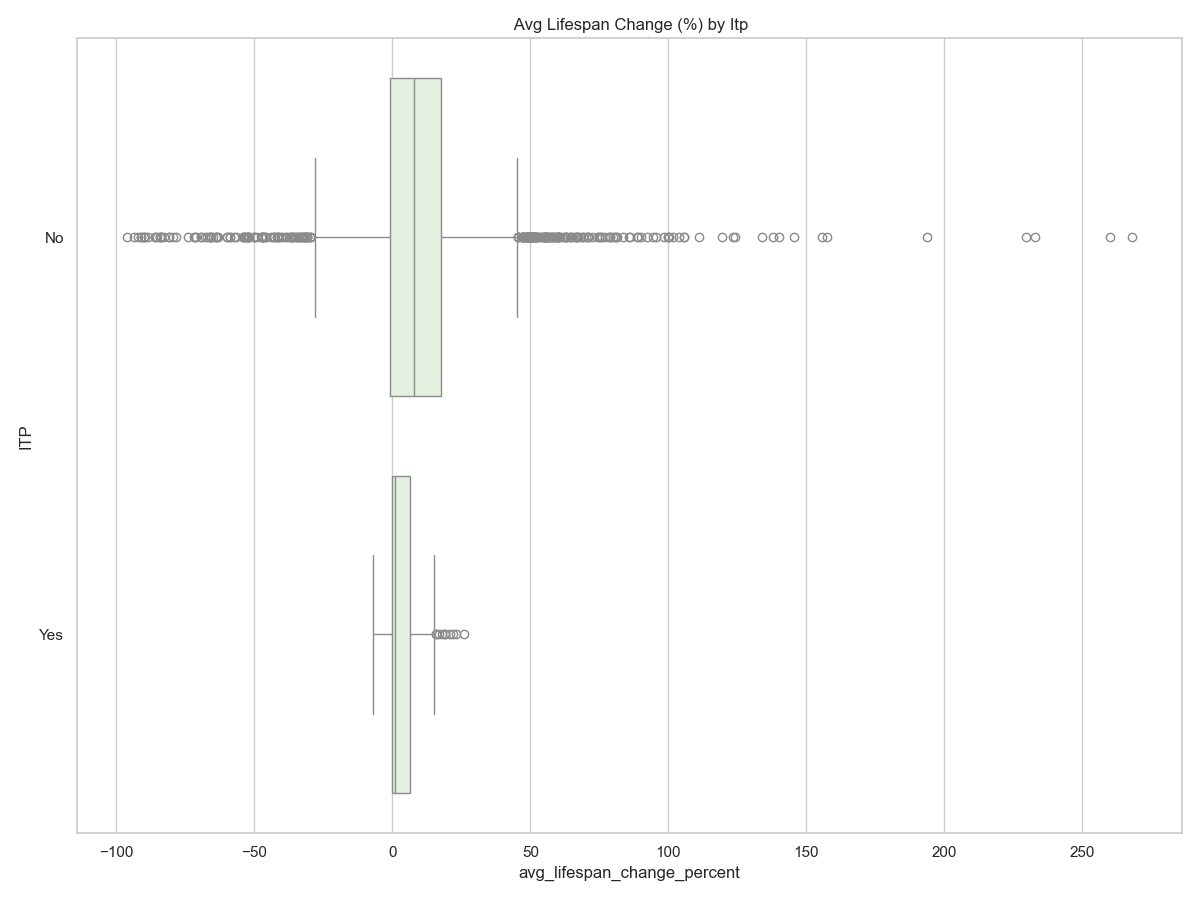 Avg Lifespan Change (%) by Itp
No
ITP
Yes
−100 −50 0 50 100 150 200 250
avg_lifespan_change_percent